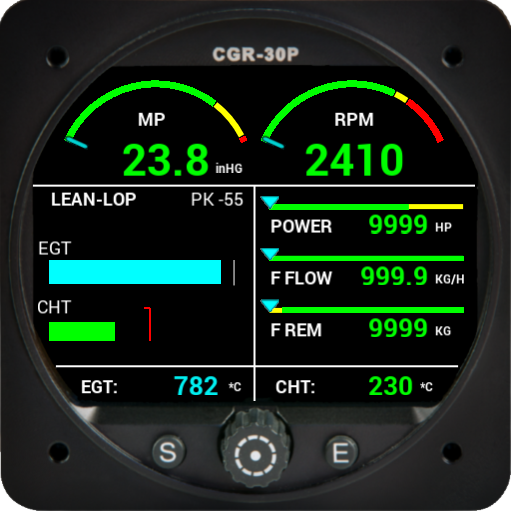 CGR-30P
MP RPM
23.8 inHG 2410
LEAN-LOP PK -55
POWER 9999 HP
EGT
F FLOW 999.9 KG/H
CHT
F REM 9999 KG
EGT: 782 °C CHT: 230 °C
S E